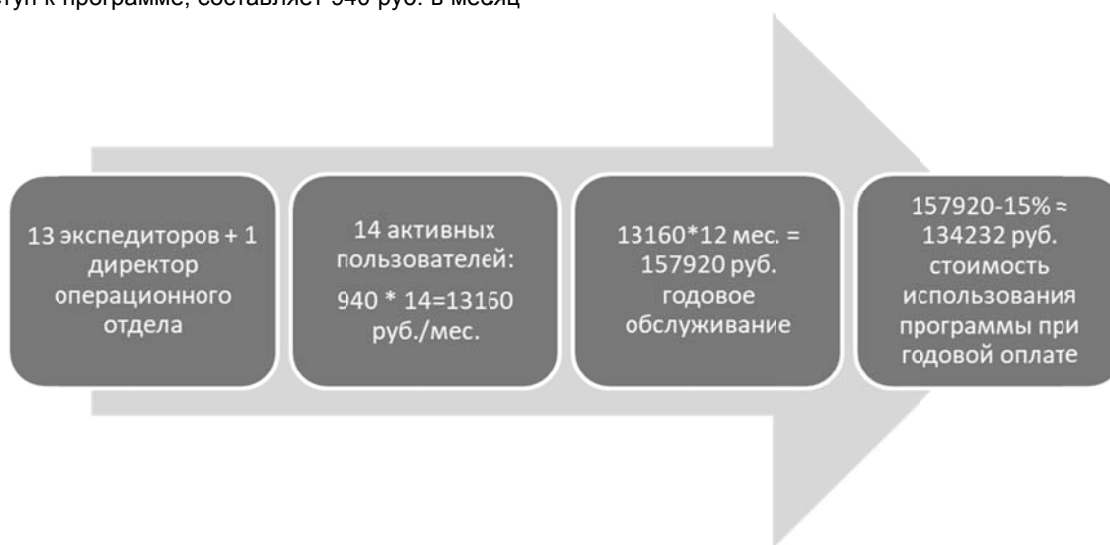 ступ к программе, составляет 940 руб. в месяц
13 экспедиторов + 1
директор
операционного
отдела
14 активных
пользователей:
940 * 14=13160
руб./мес.
13160*12 мес. =
157920 руб.
годовое
обслуживание
157920-15% ≈
134232 руб.
стоимость
использования
программы при
годовой оплате